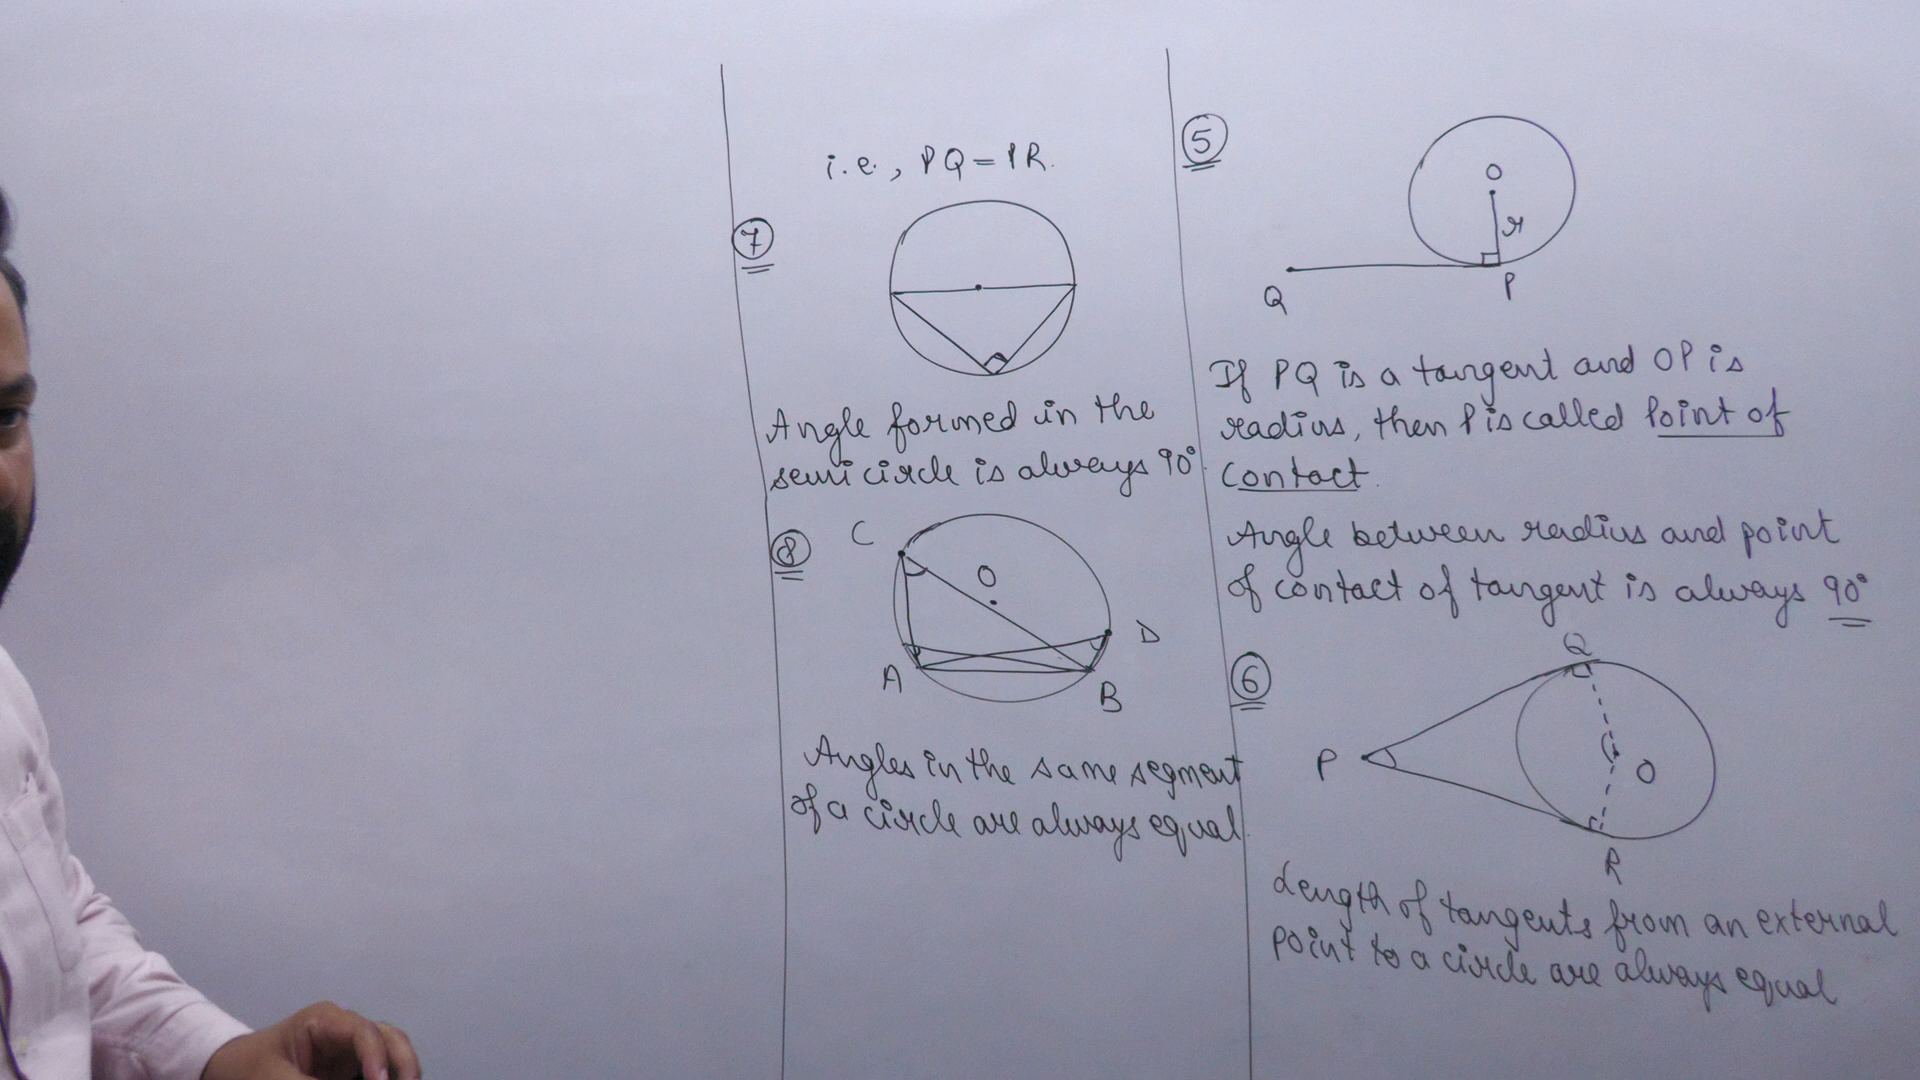 i.e., PQ = PR.
7
Angle formed in the
semi circle is always 90°.
8
C
O
D
A
B
Angles in the same segment
of a circle are always equal.
5
O
r
Q
P
If PQ is a tangent and OP is
radius, then P is called Point of
contact.
Angle between radius and point
of contact of tangent is always 90°
6
Q
P
O
R
Length of tangents from an external
point to a circle are always equal